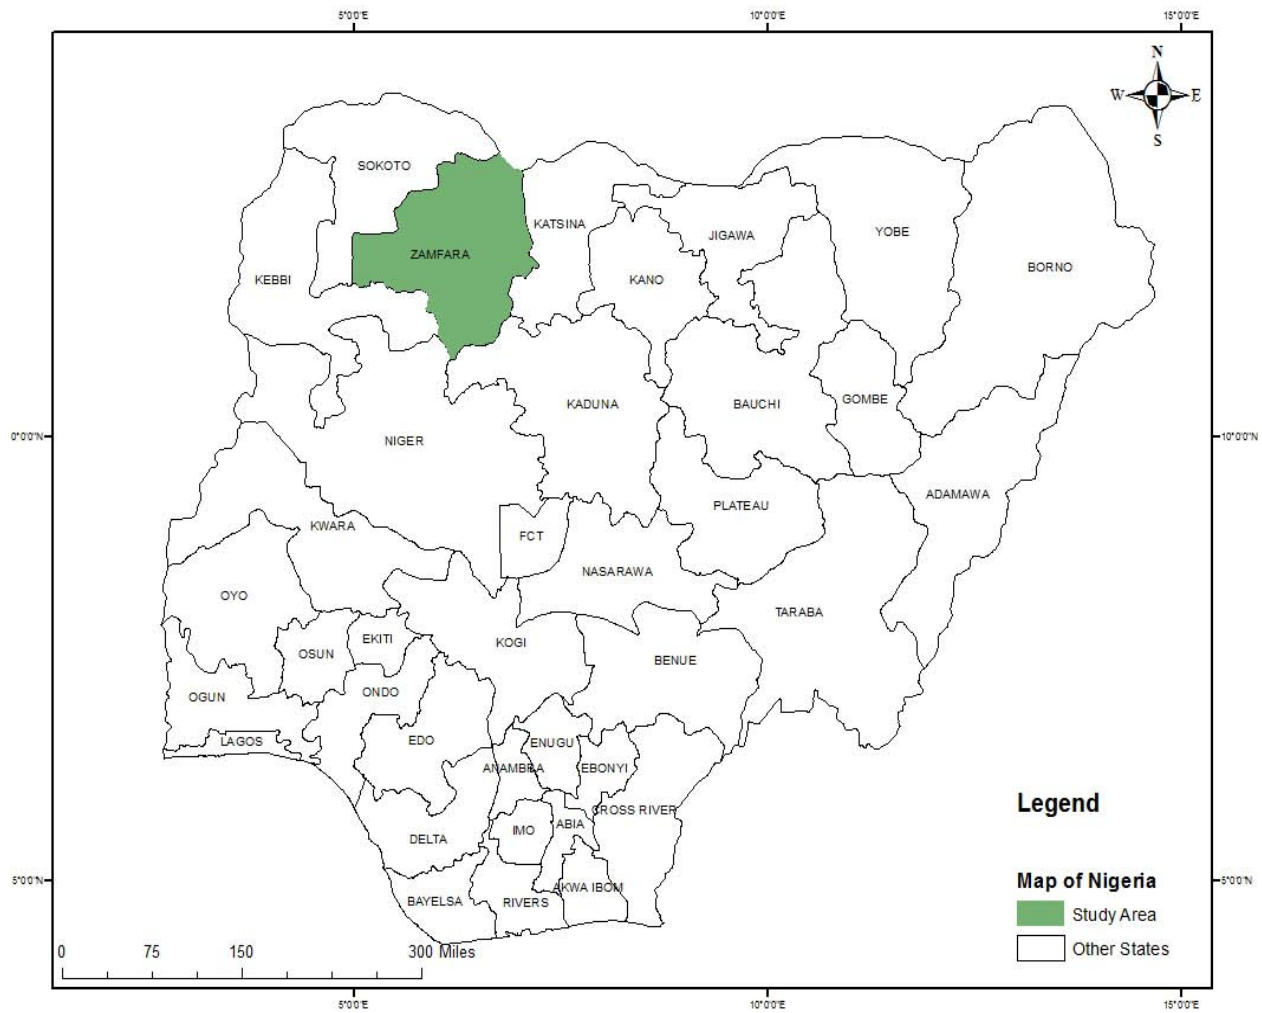 5°0'0"E 10°0'0"E 15°0'0"E
N
W E
S
SOKOTO
KATSINA
ZAMFARA
JIGAWA
YOBE
KEBBI
KANO
BORNO
KADUNA
BAUCHI
GOMBE
0°0'0"N
NIGER
10°0'0"N
ADAMAWA
PLATEAU
KWARA
FCT
NASARAWA
OYO
TARABA
OSUN
EKITI
KOGI
BENUE
OGUN
ONDO
LAGOS
EDO
ENUGU
ANAMBRA
EBONYI
CROSS RIVER
DELTA
IMO
ABIA
BAYELSA
RIVERS
AKWA IBOM
5°0'0"N
5°0'0"N
Legend
Map of Nigeria
Study Area
Other States
0 75 150 300 Miles
5°0'0"E 10°0'0"E 15°0'0"E